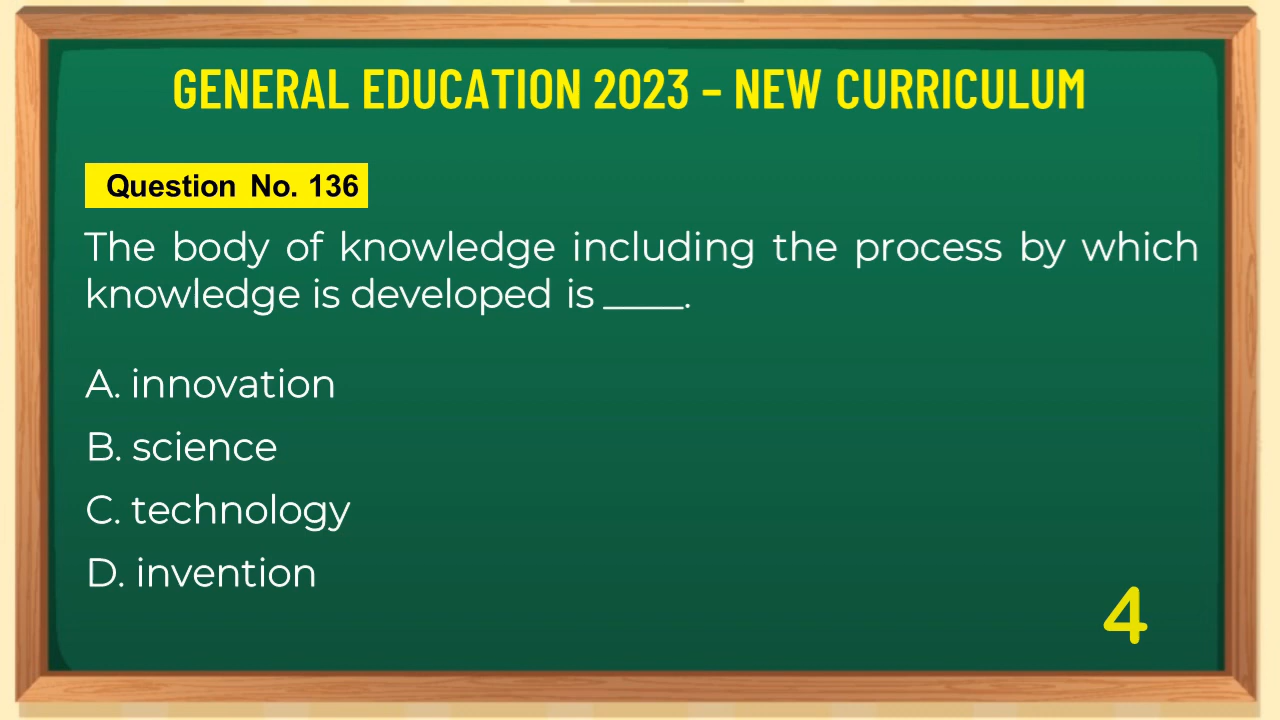 GENERAL EDUCATION 2023 – NEW CURRICULUM
Question No. 136
The body of knowledge including the process by which
knowledge is developed is ____.
A. innovation
B. science
C. technology
D. invention
4